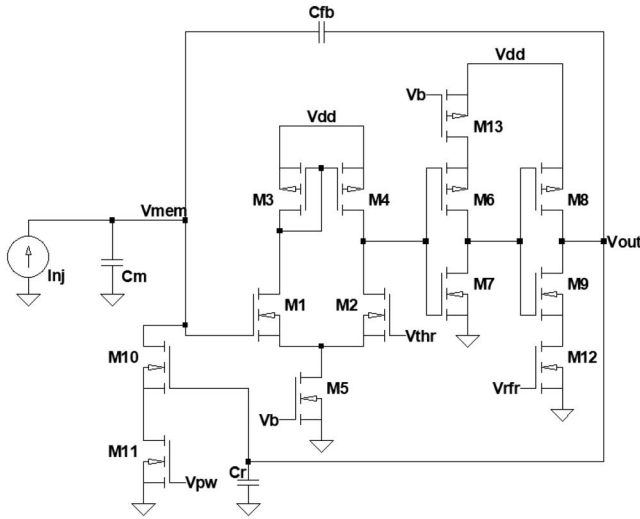 Cfb
Vdd
Vb
M13
Vdd
M3
M4
M6
M8
Vmem
Inj
Cm
Vout
M1
M2
M7
M9
Vthr
M10
M5
M12
Vb
Vrfr
M11
Vpw
Cr